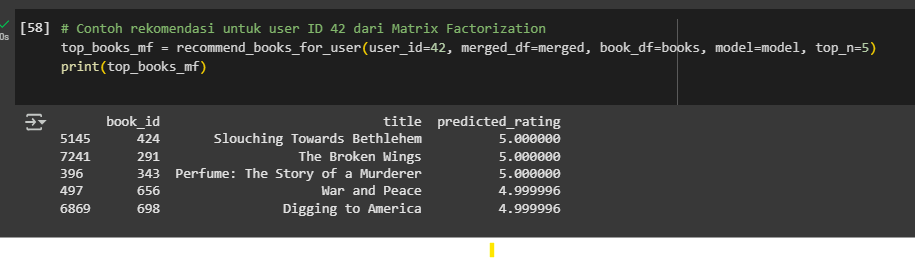 [58] # Contoh rekomendasi untuk user ID 42 dari Matrix Factorization
0s
top_books_mf = recommend_books_for_user(user_id=42, merged_df=merged, book_df=books, model=model, top_n=5)
print(top_books_mf)
book_id title predicted_rating
5145 424 Slouching Towards Bethlehem 5.000000
7241 291 The Broken Wings 5.000000
396 343 Perfume: The Story of a Murderer 5.000000
497 656 War and Peace 4.999996
6869 698 Digging to America 4.999996